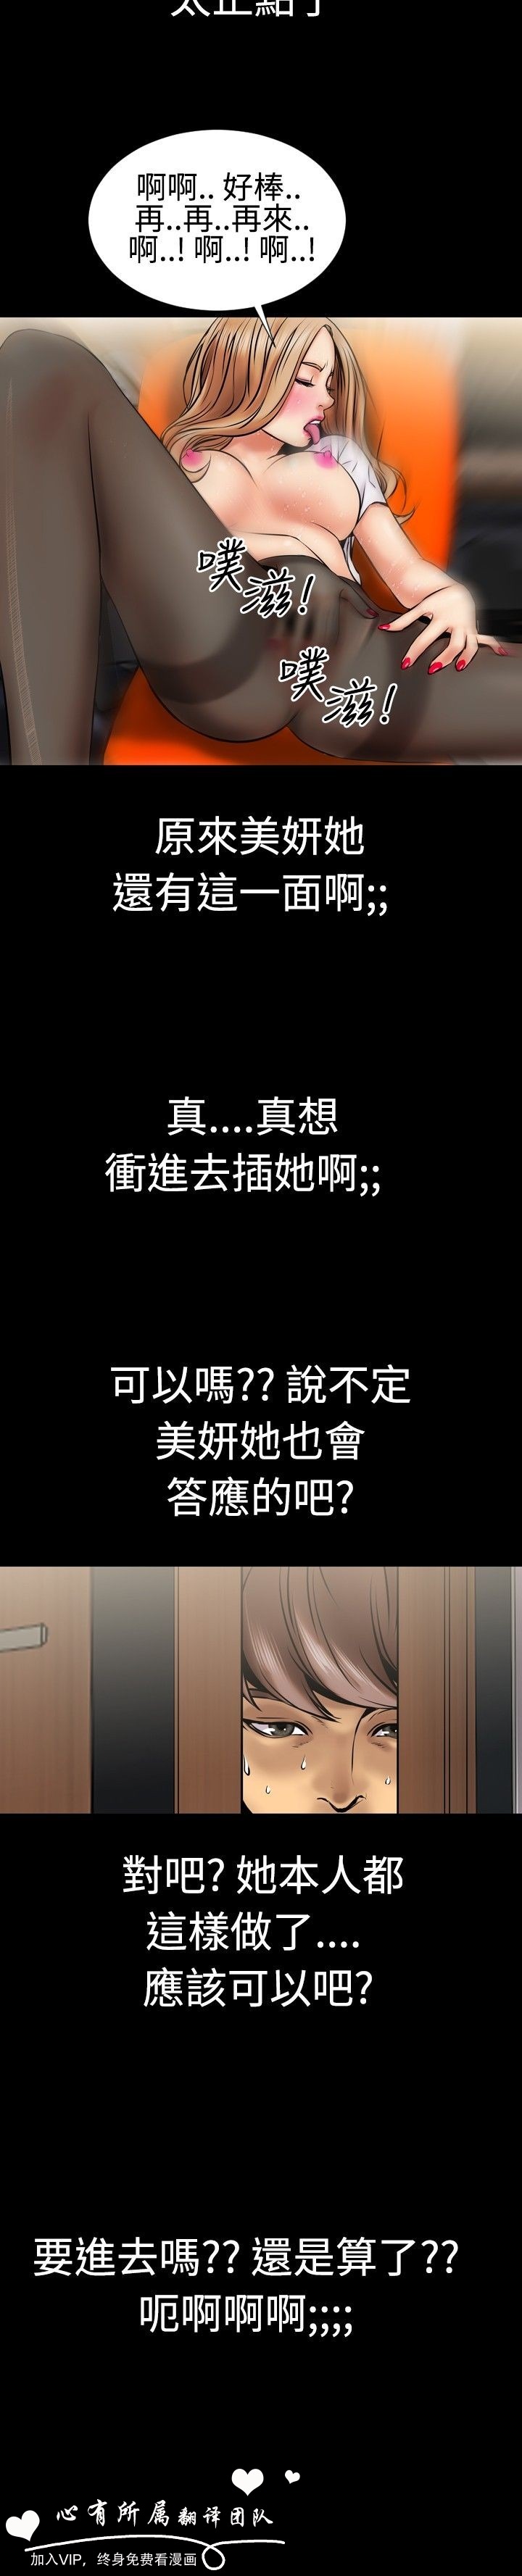 太正點了
啊啊.. 好棒..
再..再..再來..
啊..! 啊..! 啊..!
噗滋!
噗滋!
原來美妍她
還有這一面啊;;
真....真想
衝進去插她啊;;
可以嗎?? 說不定
美妍她也會
答應的吧?
對吧? 她本人都
這樣做了....
應該可以吧?
要進去嗎?? 還是算了??
呃啊啊啊;;;;
心有所属翻译团队
加入VIP，终身免费看漫画